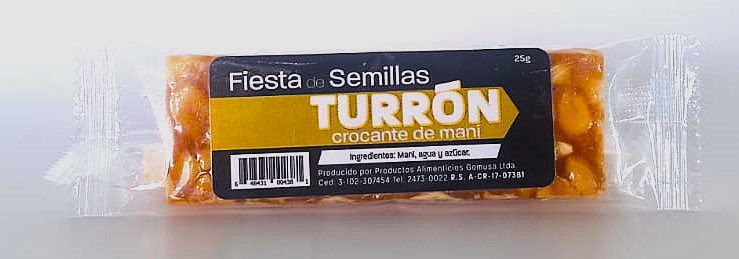 25g
Fiesta de Semillas
TURRÓN
crocante de maní
Ingredientes: Maní, agua y azúcar.
Producido por Productos Alimenticios Gamusa Ltda.
Ced. 3-102-307454 Tel. 2473-0022 R.S. A-CR-17-07381